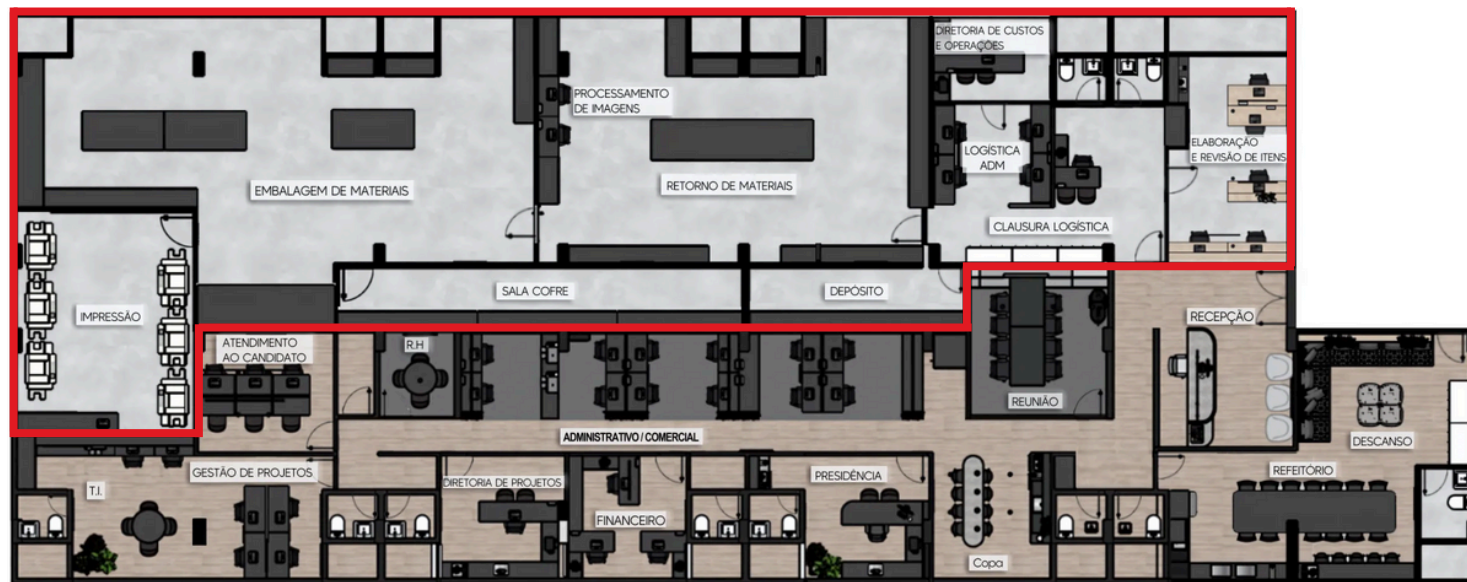 DIRETORIA DE CUSTOS
E OPERAÇÕES
PROCESSAMENTO
DE IMAGENS
LOGÍSTICA
ADM
ELABORAÇÃO
E REVISÃO DE ITENS
EMBALAGEM DE MATERIAIS
RETORNO DE MATERIAIS
CLAUSURA LOGÍSTICA
SALA COFRE
DEPÓSITO
IMPRESSÃO
RECEPÇÃO
ATENDIMENTO
AO CANDIDATO
R.H
REUNIÃO
ADMINISTRATIVO / COMERCIAL
DESCANSO
GESTÃO DE PROJETOS
T.I.
DIRETORIA DE PROJETOS
PRESIDÊNCIA
REFEITÓRIO
FINANCEIRO
Copa